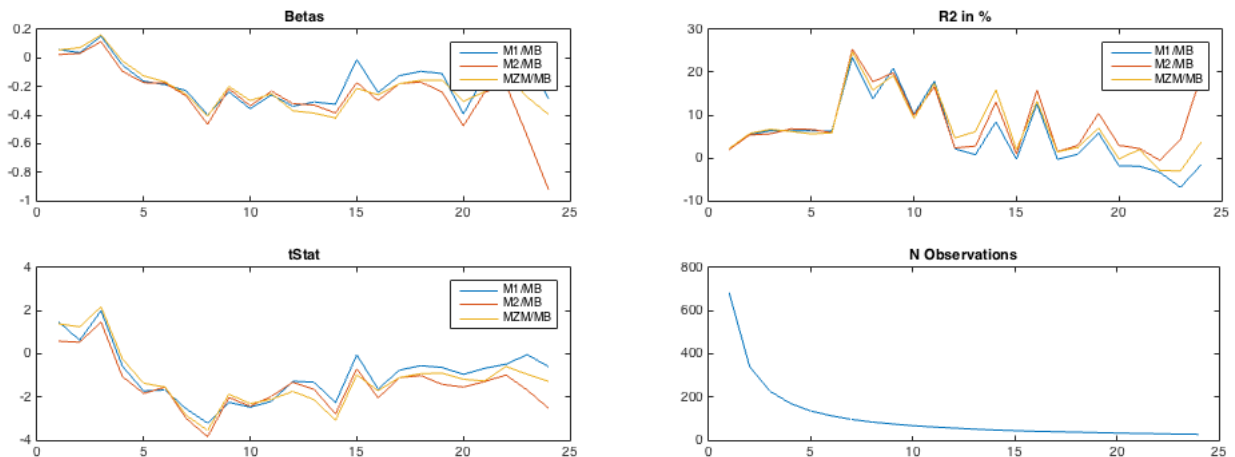 Betas
0.2
0
-0.2
-0.4
-0.6
-0.8
-1
0 5 10 15 20 25
M1/MB
M2/MB
MZM/MB
R2 in %
30
20
10
0
-10
0 5 10 15 20 25
M1/MB
M2/MB
MZM/MB
tStat
4
2
0
-2
-4
0 5 10 15 20 25
M1/MB
M2/MB
MZM/MB
N Observations
800
600
400
200
0
0 5 10 15 20 25